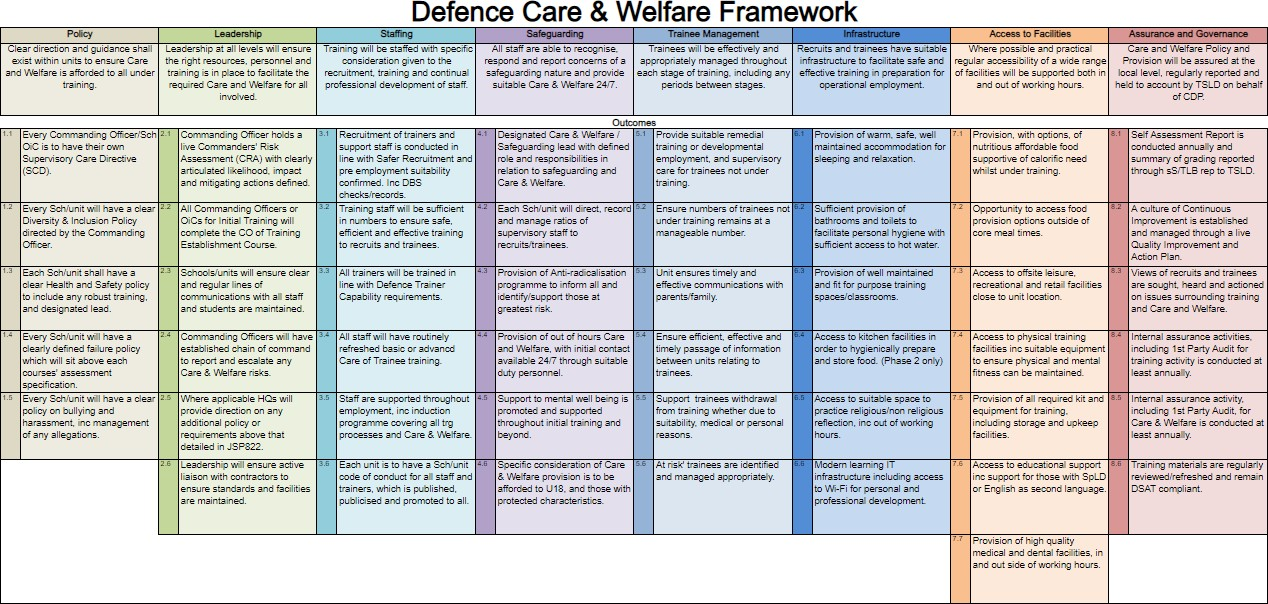 Defence Care & Welfare Framework
Policy
Leadership
Staffing
Safeguarding
Trainee Management
Infrastructure
Access to Facilities
Assurance and Governance
Clear direction and guidance shall
exist within units to ensure Care
and Welfare is afforded to all under
training.
Leadership at all levels will ensure
the right resources, personnel and
training is in place to facilitate the
required Care and Welfare for all
involved.
Training will be staffed with specific
consideration given to the
recruitment, training and continual
professional development of staff.
All staff are able to recognise,
respond and report concerns of a
safeguarding nature and provide
suitable Care & Welfare 24/7.
Trainees will be effectively and
appropriately managed throughout
each stage of training, including any
periods between stages.
Recruits and trainees have suitable
infrastructure to facilitate safe and
effective training in preparation for
operational employment.
Where possible and practical
regular accessibility of a wide range
of facilities will be supported both in
and out of working hours.
Care and Welfare Policy and
Provision will be assured at the
local level, regularly reported and
held to account by TSLD on behalf
of CDP.
Outcomes
1.1
Every Commanding Officer/Sch
OiC is to have their own
Supervisory Care Directive
(SCD).
2.1
Commanding Officer holds a
live Commanders' Risk
Assessment (CRA) with clearly
articulated likelihood, impact
and mitigating actions defined.
3.1
Recruitment of trainers and
support staff is conducted in
line with Safer Recruitment and
pre employment suitability
confirmed. Inc DBS
checks/records.
4.1
Designated Care & Welfare /
Safeguarding lead with defined
role and responsibilities in
relation to safeguarding and
Care & Welfare.
5.1
Provide suitable remedial
training or developmental
employment, and supervisory
care for trainees not under
training.
6.1
Provision of warm, safe, well
maintained accommodation for
sleeping and relaxation.
7.1
Provision, with options, of
nutritious affordable food
supportive of calorific need
whilst under training.
8.1
Self Assessment Report is
conducted annually and
summary of grading reported
through sS/TLB rep to TSLD.
1.2
Every Sch/unit will have a clear
Diversity & Inclusion Policy
directed by the Commanding
Officer.
2.2
All Commanding Officers or
OiCs for Initial Training will
complete the CO of Training
Establishment Course.
3.2
Training staff will be sufficient
in numbers to ensure safe,
efficient and effective training
to recruits and trainees.
4.2
Each Sch/unit will direct, record
and manage ratios of
supervisory staff to
recruits/trainees.
5.2
Ensure numbers of trainees not
under training remains at a
manageable number.
6.2
Sufficient provision of
bathrooms and toilets to
facilitate personal hygiene with
sufficient access to hot water.
7.2
Opportunity to access food
provision options outside of
core meal times.
8.2
A culture of Continuous
Improvement is established
and managed through a live
Quality Improvement and
Action Plan.
1.3
Each Sch/unit shall have a
clear Health and Safety policy
to include any robust training,
and designated lead.
2.3
Schools/units will ensure clear
and regular lines of
communications with all staff
and students are maintained.
3.3
All trainers will be trained in
line with Defence Trainer
Capability requirements.
4.3
Provision of Anti-radicalisation
programme to inform all and
identify/support those at
greatest risk.
5.3
Unit ensures timely and
effective communications with
parents/family.
6.3
Provision of well maintained
and fit for purpose training
spaces/classrooms.
7.3
Access to offsite leisure,
recreational and retail facilities
close to unit location.
8.3
Views of recruits and trainees
are sought, heard and actioned
on issues surrounding training
and Care and Welfare.
1.4
Every Sch/unit will have a
clearly defined failure policy
which will sit above each
courses' assessment
specification.
2.4
Commanding Officers will have
established chain of command
to report and escalate any
Care & Welfare risks.
3.4
All staff will have routinely
refreshed basic or advancd
Care of Trainee training.
4.4
Provision of out of hours Care
and Welfare, with initial contact
available 24/7 through suitable
duty personnel.
5.4
Ensure efficient, effective and
timely passage of information
between units relating to
trainees.
6.4
Access to kitchen facilities in
order to hygienically prepare
and store food. (Phase 2 only)
7.4
Access to physical training
facilities inc suitable equipment
to ensure physical and mental
fitness can be maintained.
8.4
Internal assurance activities,
including 1st Party Audit for
training activity is conducted at
least annually.
1.5
Every Sch/unit will have a clear
policy on bullying and
harassment, inc management
of any allegations.
2.5
Where applicable HQs will
provide direction on any
additional policy or
requirements above that
detailed in JSP822.
3.5
Staff are supported throughout
employment, inc induction
programme covering all trg
processes and Care & Welfare.
4.5
Support to mental well being is
promoted and supported
throughout initial training and
beyond.
5.5
Support trainees withdrawal
from training whether due to
suitability, medical or personal
reasons.
6.5
Access to suitable space to
practice religious/non religious
reflection, inc out of working
hours.
7.5
Provision of all required kit and
equipment for training,
including storage and upkeep
facilities.
8.5
Internal assurance activity,
including 1st Party Audit, for
Care & Welfare is conducted at
least annually.
2.6
Leadership will ensure active
liaison with contractors to
ensure standards and facilities
are maintained.
3.6
Each unit is to have a Sch/unit
code of conduct for all staff and
trainers, which is published,
publicised and promoted to all.
4.6
Specific consideration of Care
& Welfare provision is to be
afforded to U18, and those with
protected characteristics.
5.6
At risk' trainees are identified
and managed appropriately.
6.6
Modern learning IT
infrastructure including access
to Wi-Fi for personal and
professional development.
7.6
Access to educational support
inc support for those with SpLD
or English as second language.
8.6
Training materials are regularly
reviewed/refreshed and remain
DSAT compliant.
7.7
Provision of high quality
medical and dental facilities, in
and out side of working hours.